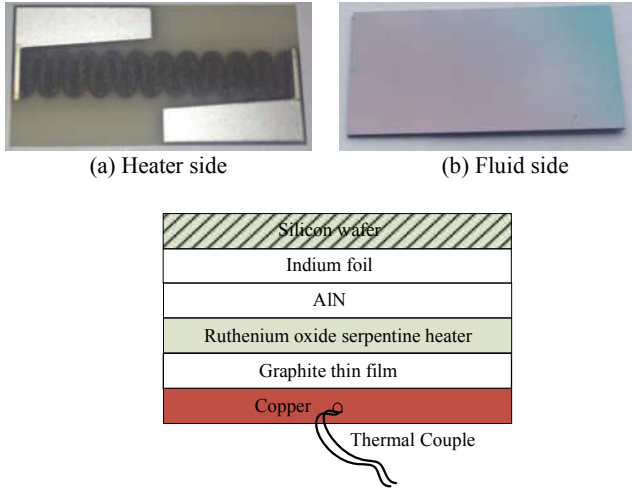 (a) Heater side
(b) Fluid side
Silicon wafer
Indium foil
AlN
Ruthenium oxide serpentine heater
Graphite thin film
Copper
Thermal Couple